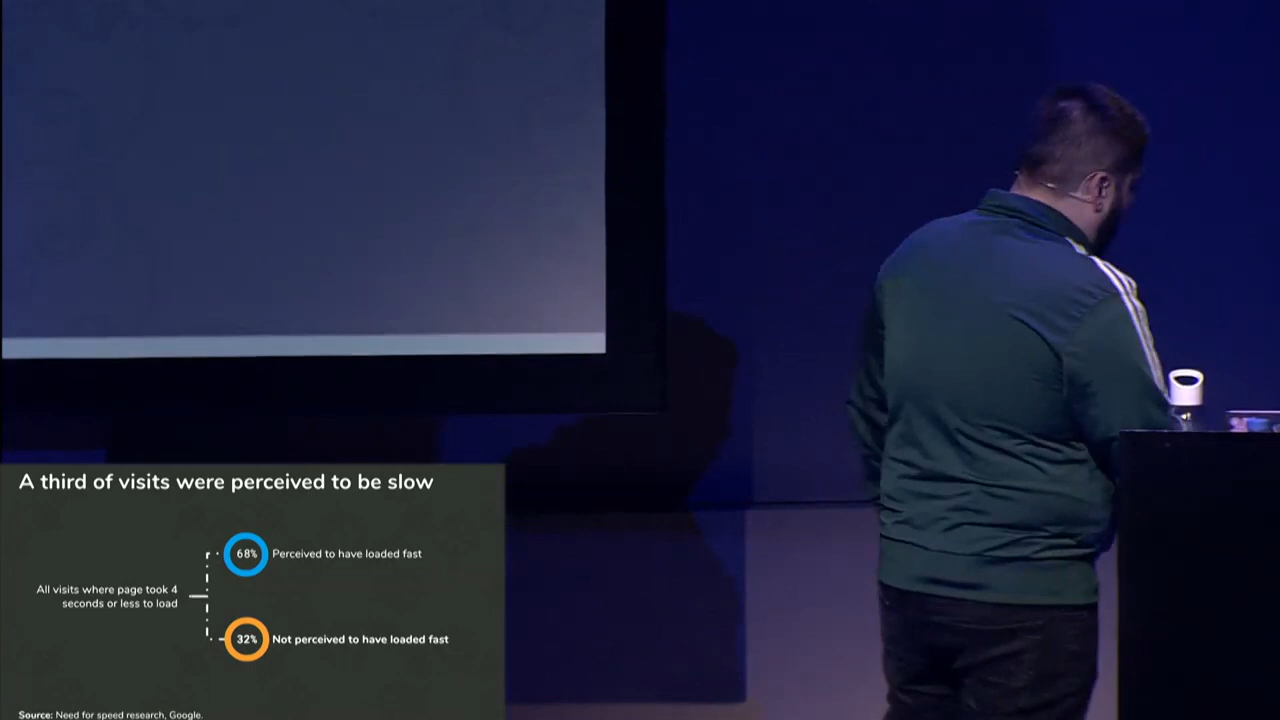 A third of visits were perceived to be slow
68% Perceived to have loaded fast
All visits where page took 4
seconds or less to load
32% Not perceived to have loaded fast
Source: Need for speed research, Google.